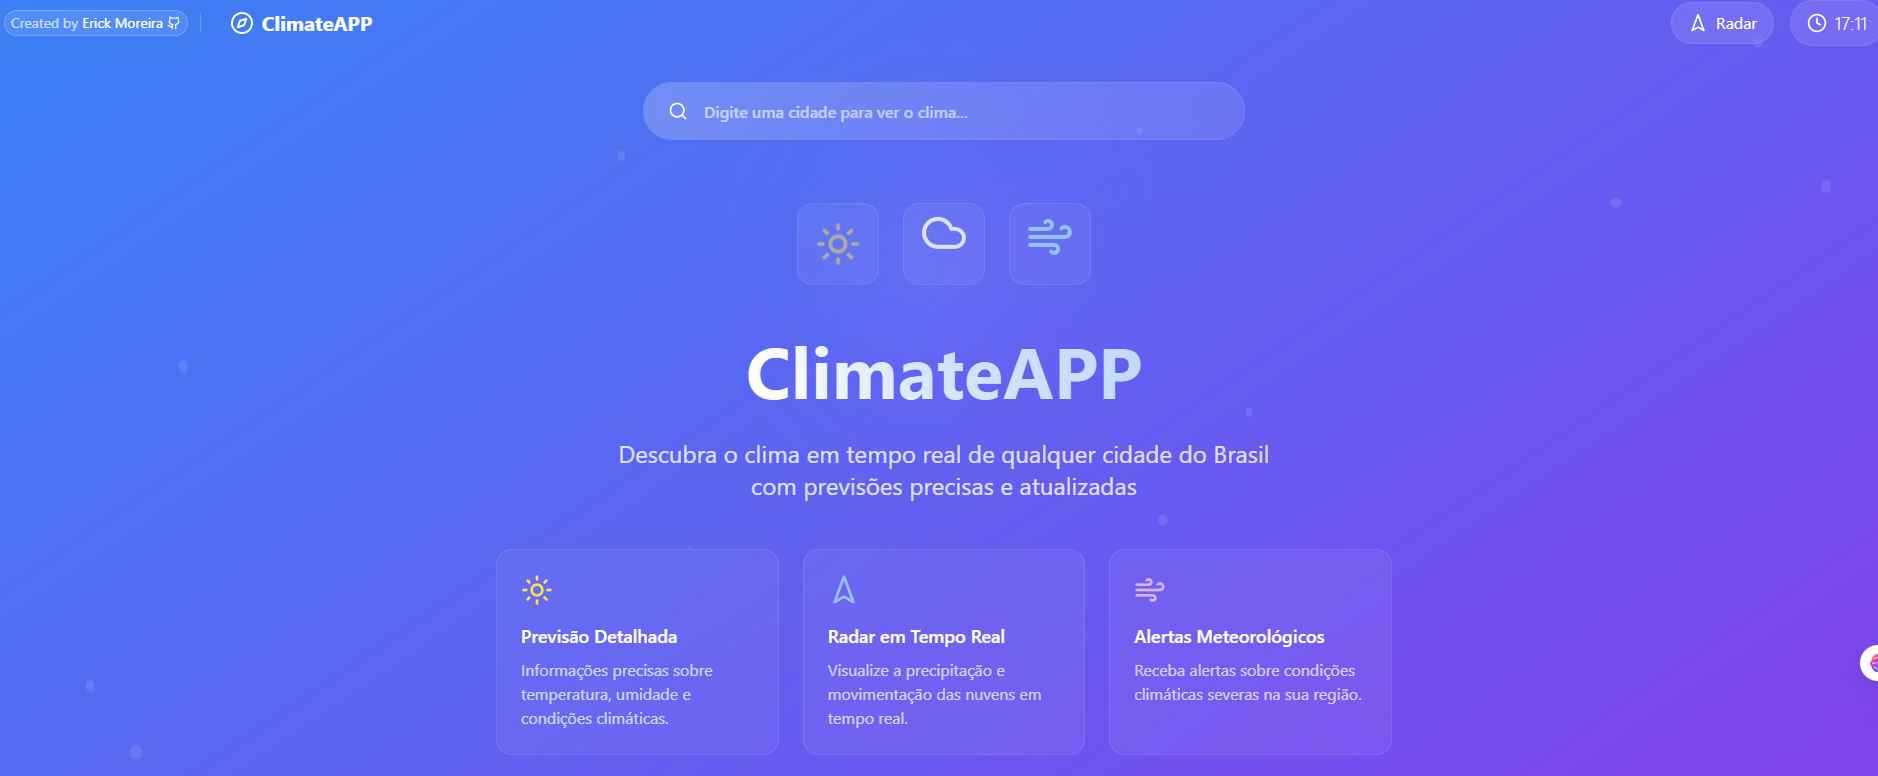 Created by Erick Moreira
ClimateAPP
Radar
17:11
Digite uma cidade para ver o clima...
ClimateAPP
Descubra o clima em tempo real de qualquer cidade do Brasil
com previsões precisas e atualizadas
Previsão Detalhada
Informações precisas sobre
temperatura, umidade e
condições climáticas.
Radar em Tempo Real
Visualize a precipitação e
movimentação das nuvens em
tempo real.
Alertas Meteorológicos
Receba alertas sobre condições
climáticas severas na sua região.